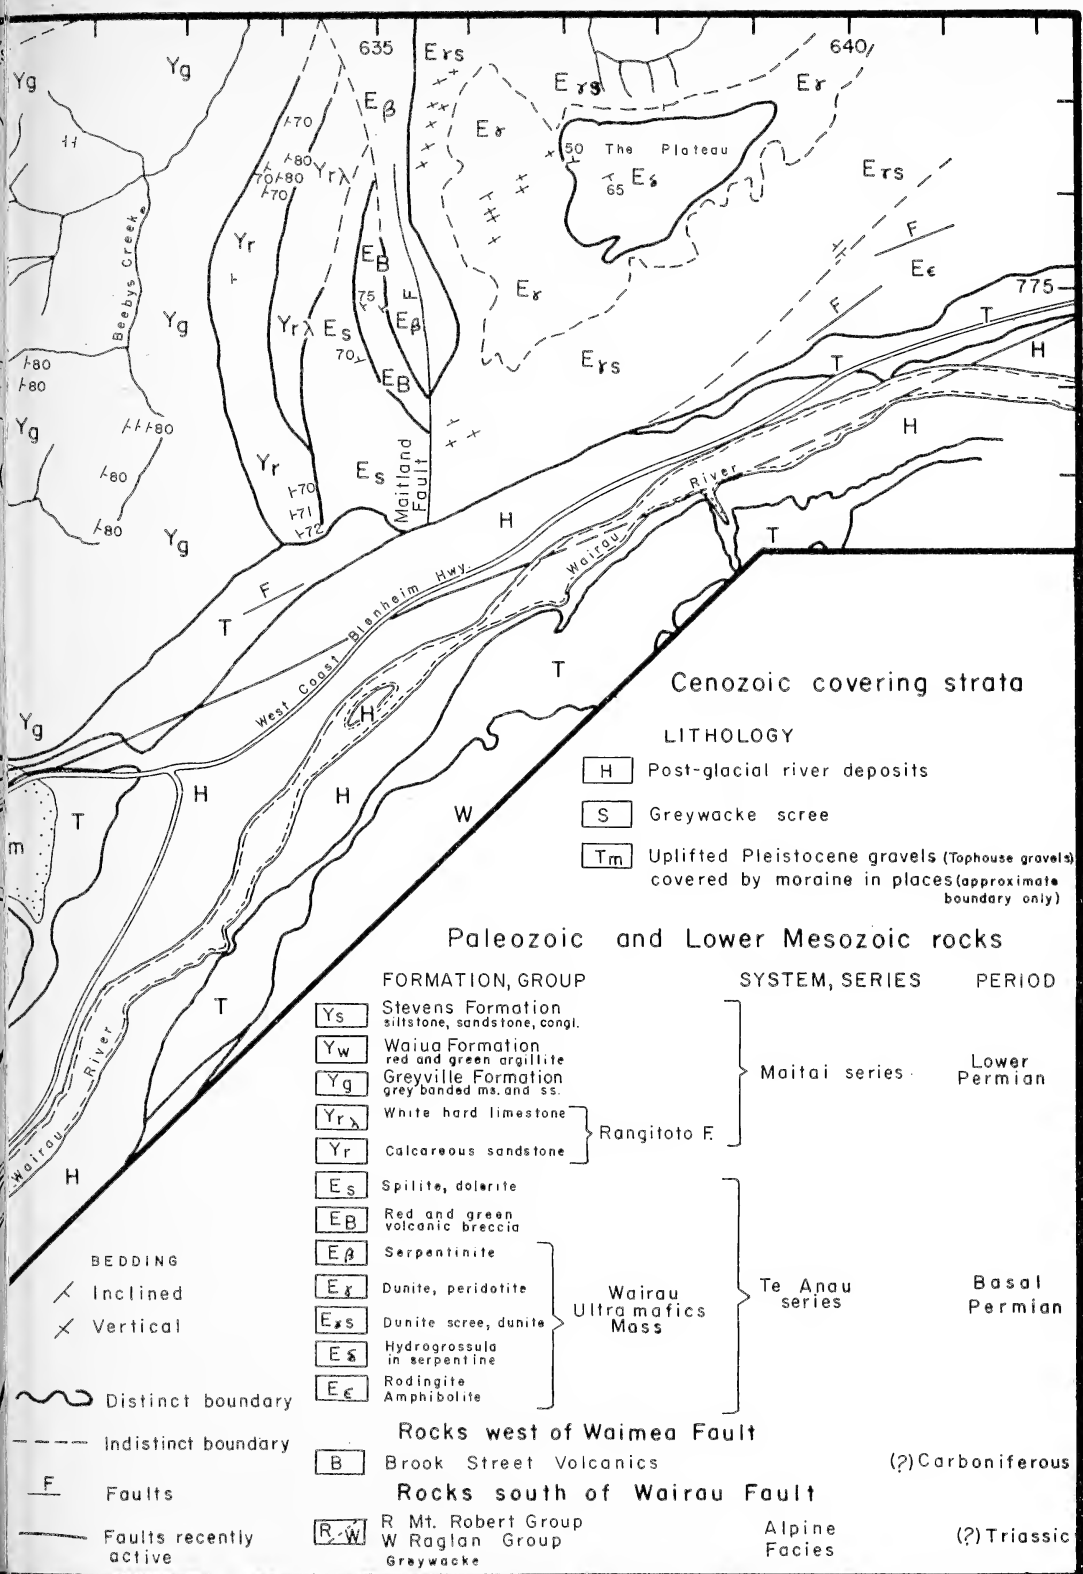 635
640
Yg
Yg
Eγs
Eγs
Eγ
Eβ
70
Eγ
50 The Plateau
80
Yrλ
70 80
70
65
Eδ
Eγs
Beebys Creek
Yr
EB
F
Eϵ
775
Eγ
75
F
F
T
Yg
Yrλ
Es
Eβ
70
Eγs
T
H
80
80
EB
Yg
80
H
Yr
Es
Maitland
Fault
River
80
70
71
H
80
72
Yg
T
Wairau
F
T
West Coast Blenheim Hwy.
T
Yg
H
H
H
T
W
m
T
River
Wairau
H
Cenozoic covering strata
LITHOLOGY
H Post-glacial river deposits
S Greywacke scree
Tm Uplifted Pleistocene gravels (Tophouse gravels)
covered by moraine in places (approximate
boundary only)
Paleozoic and Lower Mesozoic rocks
FORMATION, GROUP SYSTEM, SERIES PERIOD
Ys Stevens Formation
siltstone, sandstone, congl.
Yw Waiua Formation
red and green argillite
Yg Greyville Formation
grey banded ms. and ss.
Yrλ White hard limestone
Yr Calcareous sandstone
Rangitoto F.
Maitai series
Lower
Permian
Es Spilite, dolerite
EB Red and green
volcanic breccia
Eβ Serpentinite
Eγ Dunite, peridotite
Eγs Dunite scree, dunite
Eδ Hydrogrossula
in serpentine
Eϵ Rodingite
Amphibolite
Wairau
Ultramafics
Mass
Te Anau
series
Basal
Permian
Rocks west of Waimea Fault
B Brook Street Volcanics (?) Carboniferous
Rocks south of Wairau Fault
R W R Mt. Robert Group
W Raglan Group
Greywacke
Alpine
Facies
(?) Triassic
BEDDING
Inclined
Vertical
Distinct boundary
Indistinct boundary
F Faults
Faults recently
active